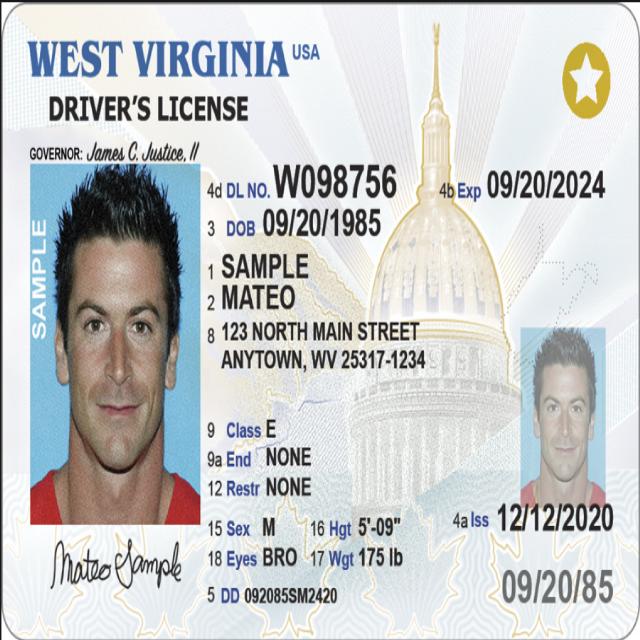 WEST VIRGINIA USA
DRIVER'S LICENSE
GOVERNOR: James C. Justice, II
SAMPLE
4d DL NO. W098756 4b Exp 09/20/2024
3 DOB 09/20/1985
1 SAMPLE
2 MATEO
8 123 NORTH MAIN STREET
ANYTOWN, WV 25317-1234
9 Class E
9a End NONE
12 Restr NONE
15 Sex M 16 Hgt 5'-09"
4a Iss 12/12/2020
18 Eyes BRO 17 Wgt 175 lb
Mateo Sample
5 DD 092085SM2420
09/20/85